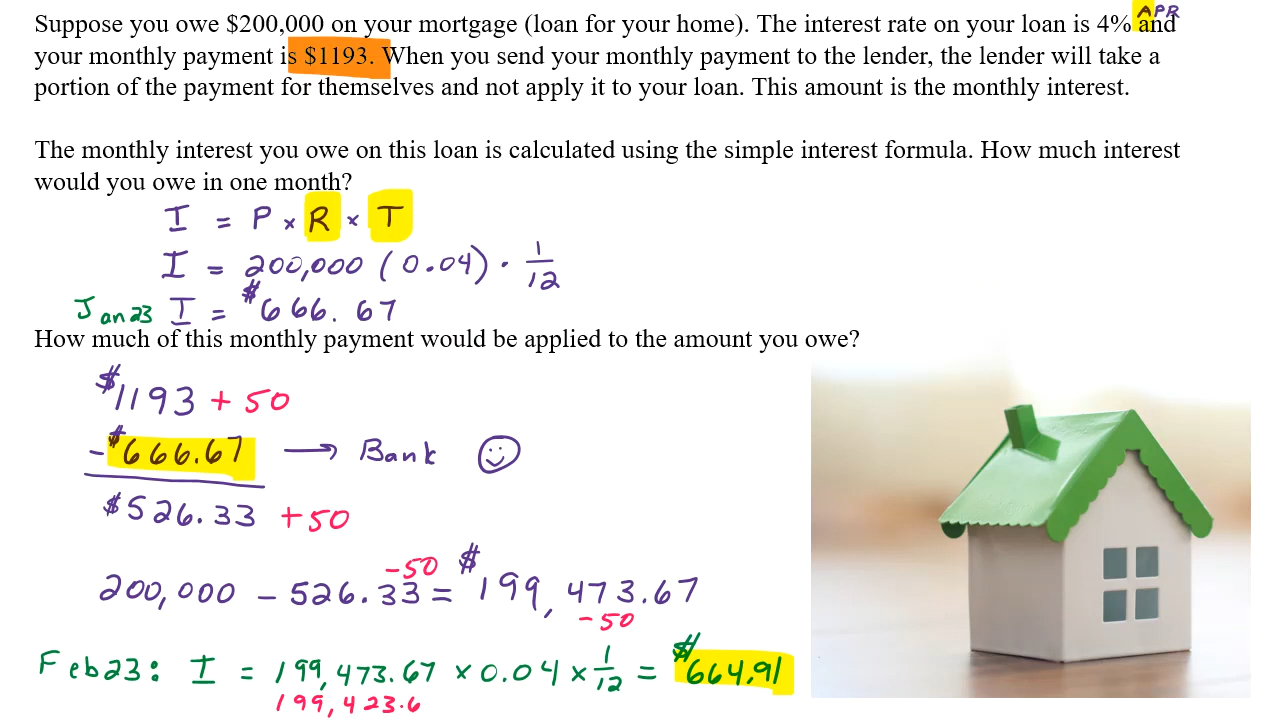 Suppose you owe $200,000 on your mortgage (loan for your home). The interest rate on your loan is 4% and APR
your monthly payment is $1193. When you send your monthly payment to the lender, the lender will take a
portion of the payment for themselves and not apply it to your loan. This amount is the monthly interest.
The monthly interest you owe on this loan is calculated using the simple interest formula. How much interest
would you owe in one month?
I = P × R × T
I = 200,000 (0.04) · 1/12
Jan23 I = $666.67
How much of this monthly payment would be applied to the amount you owe?
$1193 + 50
- $666.67 → Bank
$526.33 +50
200,000 - 526.33 -50 = $199,473.67
-50
Feb23: I = 199,473.67 × 0.04 × 1/12 = $664.91
199,423.6